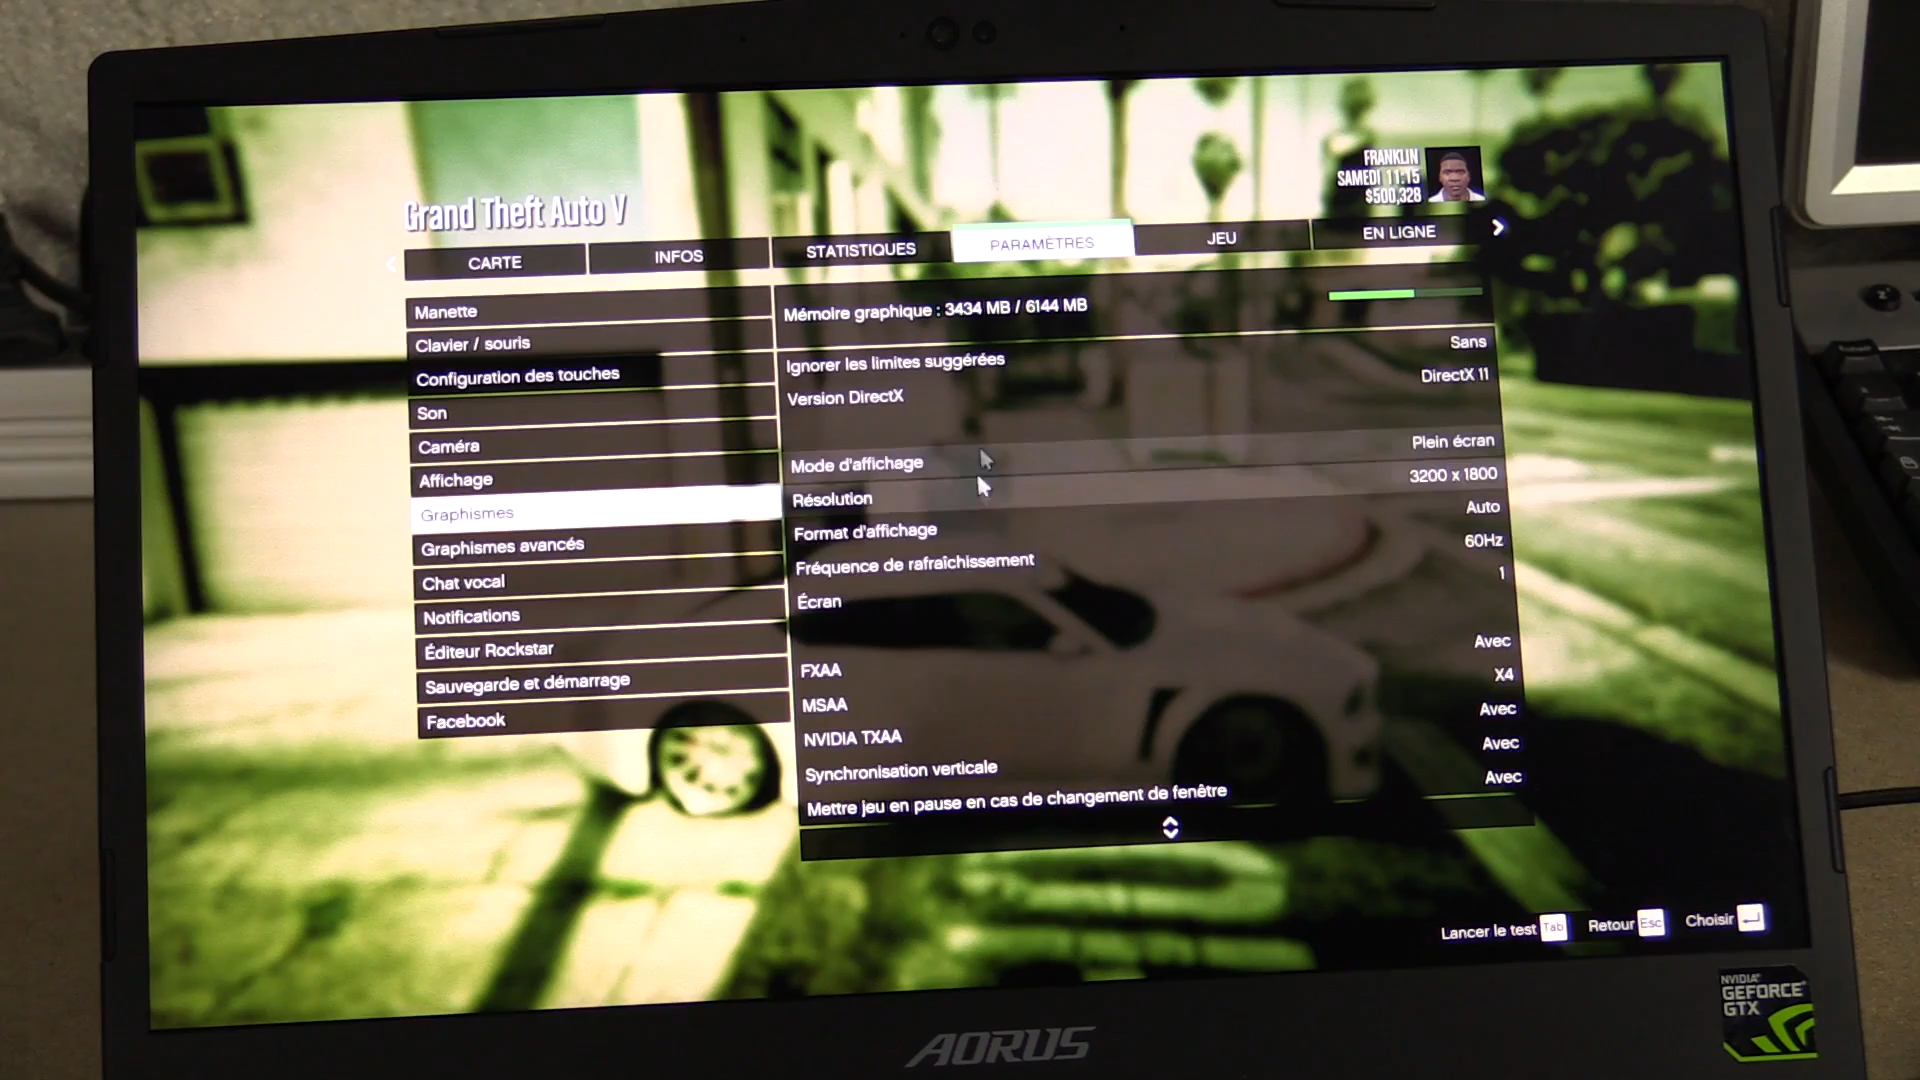 Grand Theft Auto V
FRANKLIN
SAMEDI 11:15
$500,328
CARTE
INFOS
STATISTIQUES
PARAMÈTRES
JEU
EN LIGNE
Manette
Clavier / souris
Configuration des touches
Son
Caméra
Affichage
Graphismes
Graphismes avancés
Chat vocal
Notifications
Éditeur Rockstar
Sauvegarde et démarrage
Facebook
Mémoire graphique : 3434 MB / 6144 MB
Ignorer les limites suggérées Sans
Version DirectX DirectX 11
Mode d'affichage Plein écran
Résolution 3200 x 1800
Format d'affichage Auto
Fréquence de rafraîchissement 60Hz
Écran 1
FXAA Avec
MSAA X4
NVIDIA TXAA Avec
Synchronisation verticale Avec
Mettre jeu en pause en cas de changement de fenêtre Avec
Lancer le test Tab Retour Esc Choisir
AORUS
NVIDIA
GEFORCE
GTX